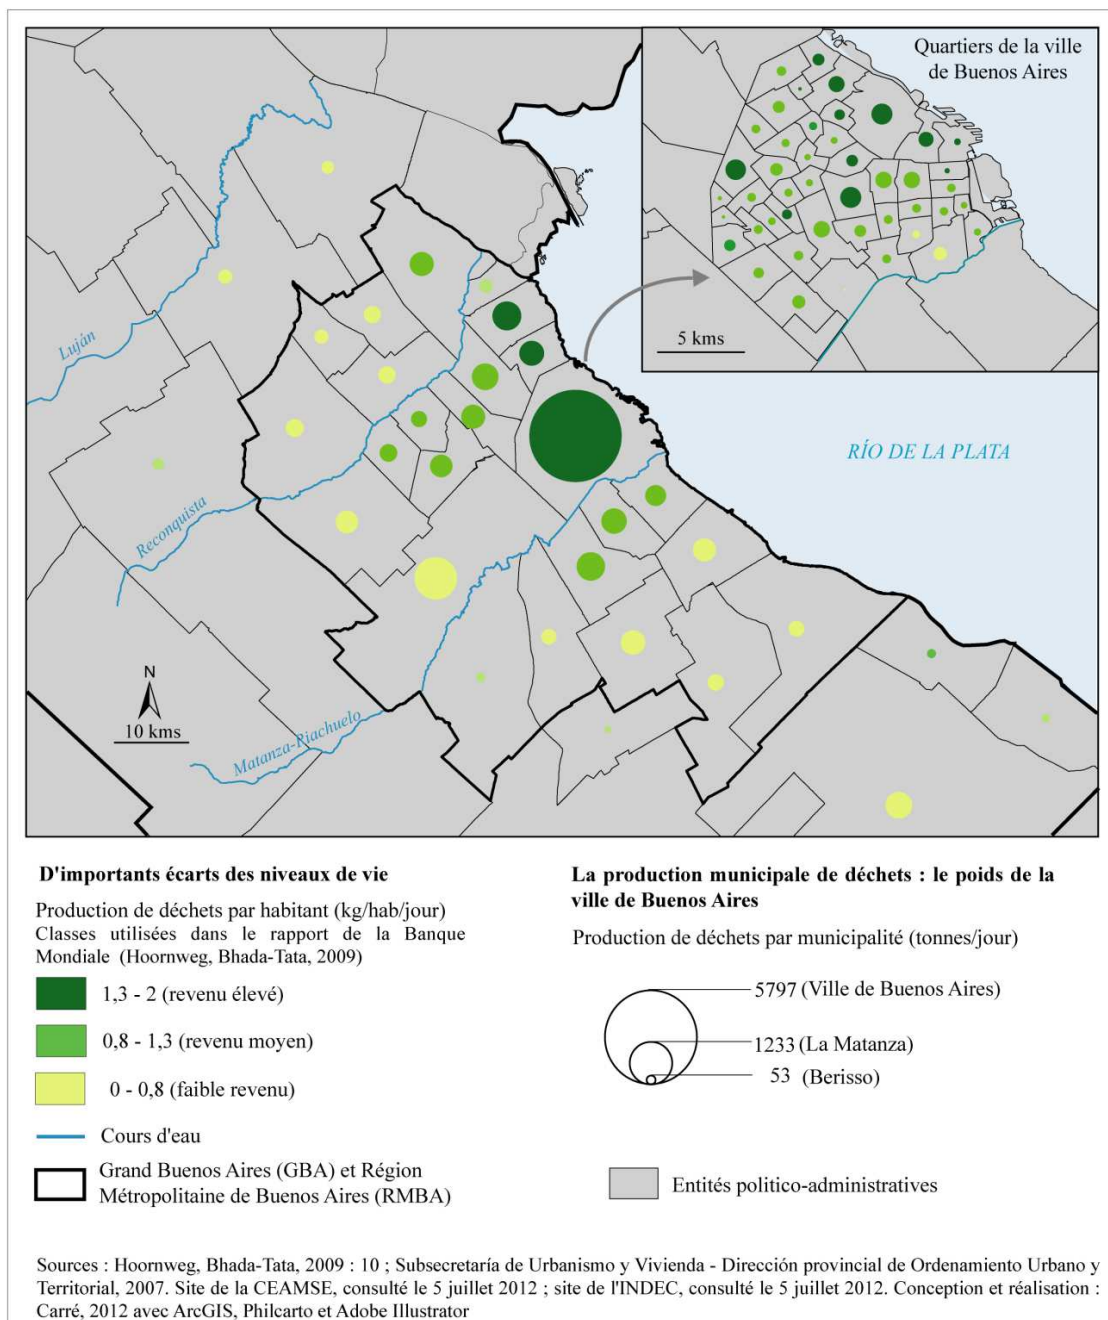 Quartiers de la ville
de Buenos Aires
5 kms
Luján
RÍO DE LA PLATA
Reconquista
N
10 kms
Matanza-Riachuelo
D'importants écarts des niveaux de vie
Production de déchets par habitant (kg/hab/jour)
Classes utilisées dans le rapport de la Banque
Mondiale (Hoornweg, Bhada-Tata, 2009)
1,3 - 2 (revenu élevé)
0,8 - 1,3 (revenu moyen)
0 - 0,8 (faible revenu)
Cours d'eau
Grand Buenos Aires (GBA) et Région
Métropolitaine de Buenos Aires (RMBA)
La production municipale de déchets : le poids de la
ville de Buenos Aires
Production de déchets par municipalité (tonnes/jour)
5797 (Ville de Buenos Aires)
1233 (La Matanza)
53 (Berisso)
Entités politico-administratives
Sources : Hoornweg, Bhada-Tata, 2009 : 10 ; Subsecretaría de Urbanismo y Vivienda - Dirección provincial de Ordenamiento Urbano y
Territorial, 2007. Site de la CEAMSE, consulté le 5 juillet 2012 ; site de l'INDEC, consulté le 5 juillet 2012. Conception et réalisation :
Carré, 2012 avec ArcGIS, Philcarto et Adobe Illustrator